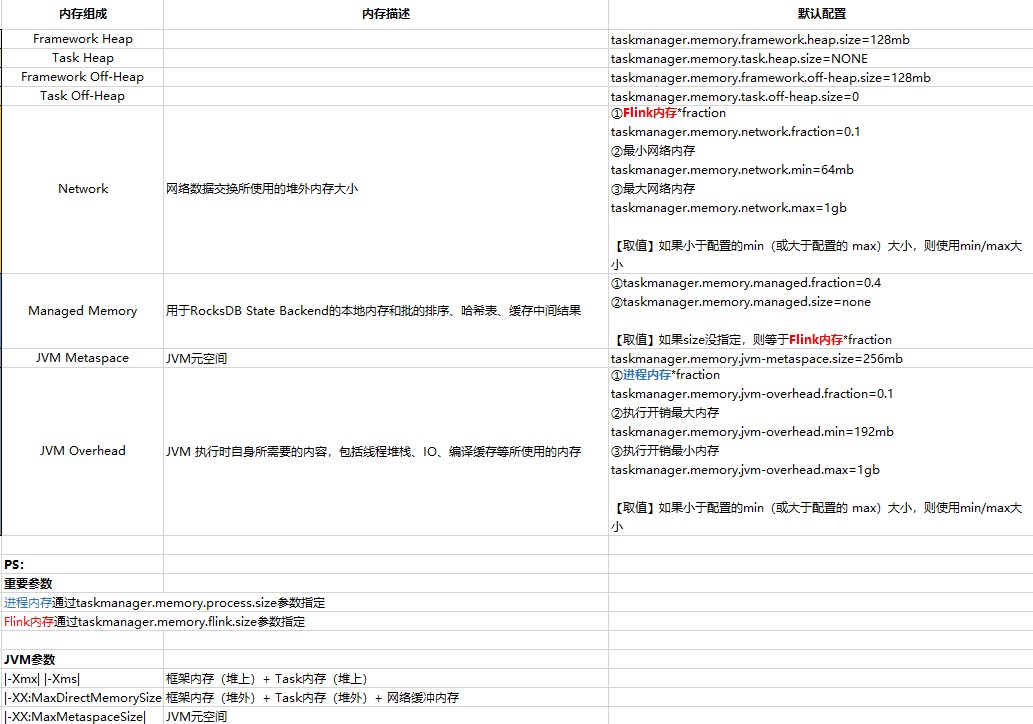 内存组成 内存描述 默认配置
Framework Heap taskmanager.memory.framework.heap.size=128mb
Task Heap taskmanager.memory.task.heap.size=NONE
Framework Off-Heap taskmanager.memory.framework.off-heap.size=128mb
Task Off-Heap taskmanager.memory.task.off-heap.size=0
Network
网络数据交换所使用的堆外内存大小
①Flink内存*fraction
taskmanager.memory.network.fraction=0.1
②最小网络内存
taskmanager.memory.network.min=64mb
③最大网络内存
taskmanager.memory.network.max=1gb
【取值】如果小于配置的min（或大于配置的 max）大小，则使用min/max大
小
Managed Memory
用于RocksDB State Backend的本地内存和批的排序、哈希表、缓存中间结果
①taskmanager.memory.managed.fraction=0.4
②taskmanager.memory.managed.size=none
【取值】如果size没指定，则等于Flink内存*fraction
JVM Metaspace JVM元空间 taskmanager.memory.jvm-metaspace.size=256mb
JVM Overhead
JVM 执行时自身所需要的内容，包括线程堆栈、IO、编译缓存等所使用的内存
①进程内存*fraction
taskmanager.memory.jvm-overhead.fraction=0.1
②执行开销最大内存
taskmanager.memory.jvm-overhead.min=192mb
③执行开销最小内存
taskmanager.memory.jvm-overhead.max=1gb
【取值】如果小于配置的min（或大于配置的 max）大小，则使用min/max大
小
PS:
重要参数
进程内存通过taskmanager.memory.process.size参数指定
Flink内存通过taskmanager.memory.flink.size参数指定
JVM参数
|-Xmx| |-Xms| 框架内存（堆上）+ Task内存（堆上）
|-XX:MaxDirectMemorySize 框架内存（堆外）+ Task内存（堆外）+ 网络缓冲内存
|-XX:MaxMetaspaceSize| JVM元空间